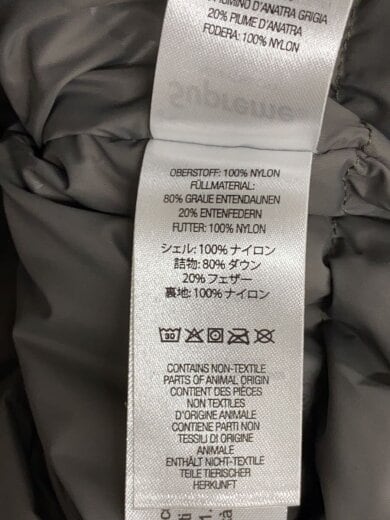 PIUMINO D'ANATRA GRIGIA
20% PIUME D'ANATRA
FODERA: 100% NYLON
Supreme
OBERSTOFF: 100% NYLON
FÜLLMATERIAL:
80% GRAUE ENTENDAUNEN
20% ENTENFEDERN
FUTTER: 100% NYLON
シェル: 100% ナイロン
詰物: 80% ダウン
20% フェザー
裏地: 100% ナイロン
30
CONTAINS NON-TEXTILE
PARTS OF ANIMAL ORIGIN
CONTIENT DES PIÈCES
NON TEXTILES
D'ORIGINE ANIMALE
CONTIENE PARTI NON
TESSILI DI ORIGINE
ANIMALE
ENTHÄLT NICHT-TEXTILE
TEILE TIERISCHER
HERKUNFT